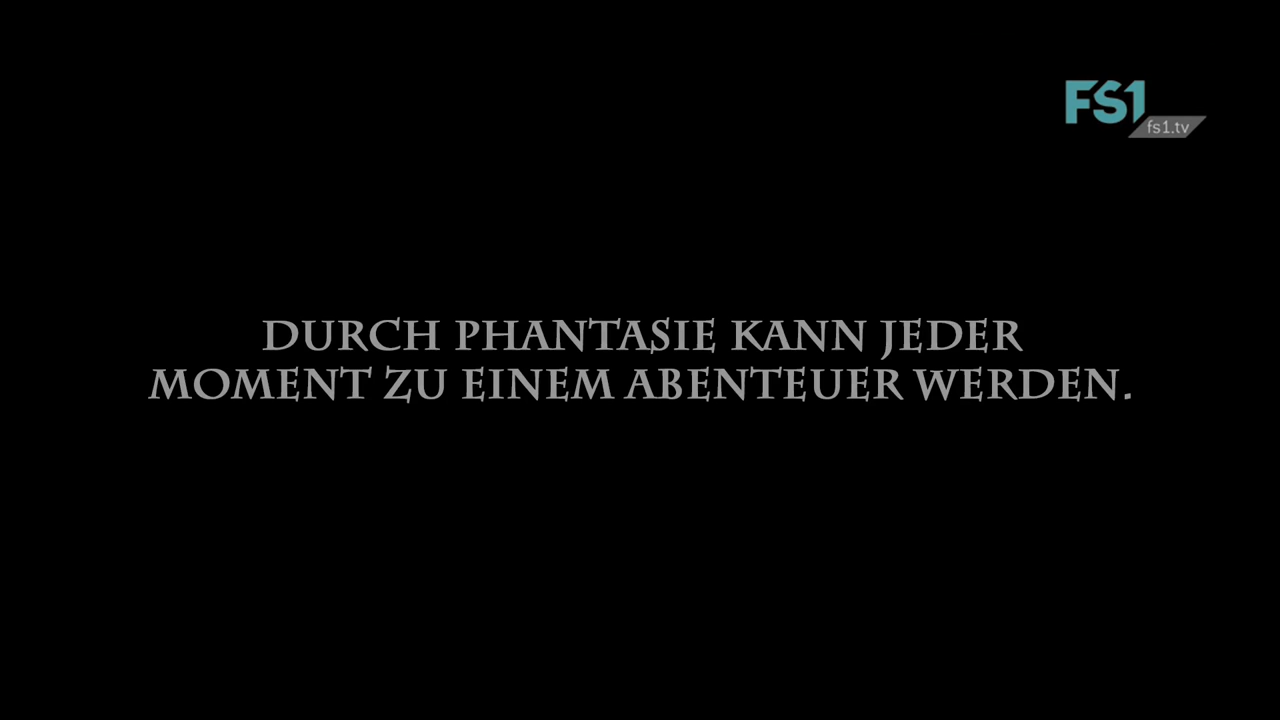 FS1
fs1.tv
DURCH PHANTASIE KANN JEDER
MOMENT ZU EINEM ABENTEUER WERDEN.